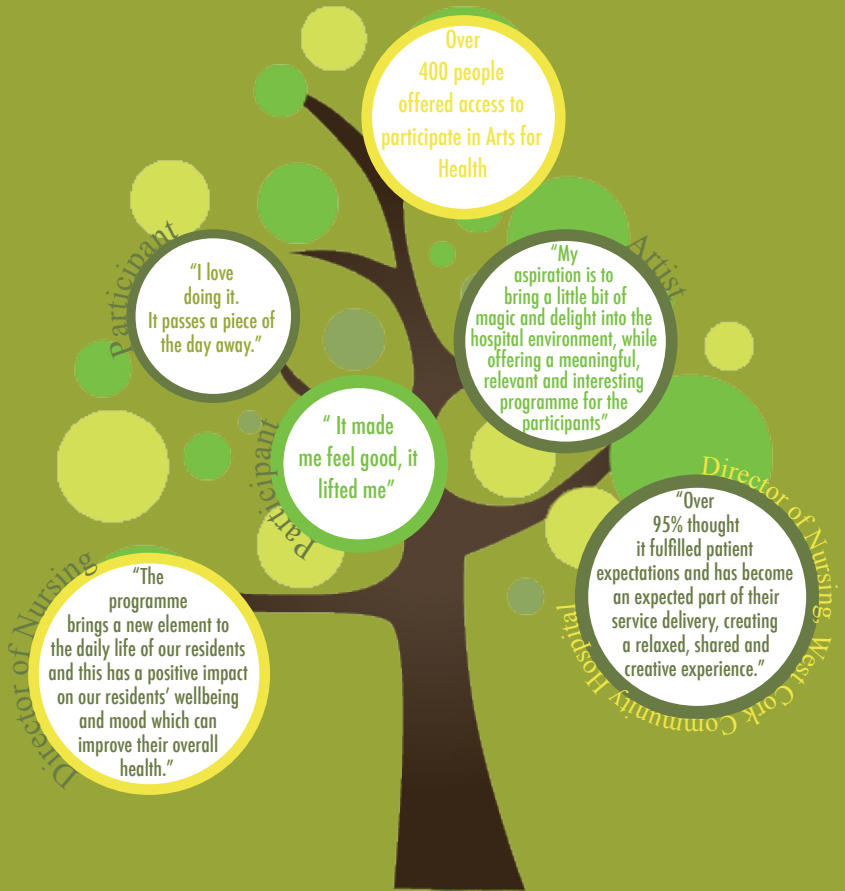 Over
400 people
offered access to
participate in Arts for
Health
Participant
“I love
doing it.
It passes a piece of
the day away.”
Artist
“My
aspiration is to
bring a little bit of
magic and delight into the
hospital environment, while
offering a meaningful,
relevant and interesting
programme for the
participants”
Participant
“ It made
me feel good, it
lifted me”
Director of Nursing, West Cork Community Hospital
“Over
95% thought
it fulfilled patient
expectations and has become
an expected part of their
service delivery, creating
a relaxed, shared and
creative experience.”
Director of Nursing
“The
programme
brings a new element to
the daily life of our residents
and this has a positive impact
on our residents’ wellbeing
and mood which can
improve their overall
health.”